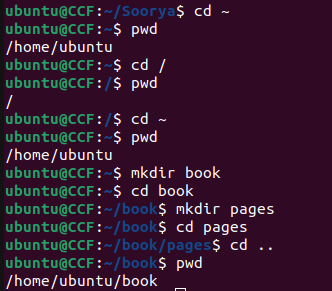 ubuntu@CCF:~/Soorya$ cd ~
ubuntu@CCF:~$ pwd
/home/ubuntu
ubuntu@CCF:~$ cd /
ubuntu@CCF:/$ pwd
/
ubuntu@CCF:/$ cd ~
ubuntu@CCF:~$ pwd
/home/ubuntu
ubuntu@CCF:~$ mkdir book
ubuntu@CCF:~$ cd book
ubuntu@CCF:~/book$ mkdir pages
ubuntu@CCF:~/book$ cd pages
ubuntu@CCF:~/book/pages$ cd ..
ubuntu@CCF:~/book$ pwd
/home/ubuntu/book